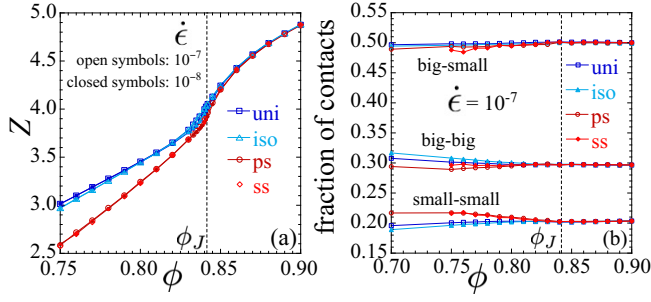 5.0
4.5
4.0
3.5
3.0
2.5
Z
ε̇
open symbols: 10⁻⁷
closed symbols: 10⁻⁸
uni
iso
ps
ss
ϕ_J
(a)
0.75
0.80
0.85
0.90
ϕ
0.55
0.50
0.45
0.40
0.35
0.30
0.25
0.20
0.15
fraction of contacts
big-small
ε̇ = 10⁻⁷
uni
iso
ps
ss
big-big
small-small
ϕ_J
(b)
0.70
0.75
0.80
0.85
0.90
ϕ